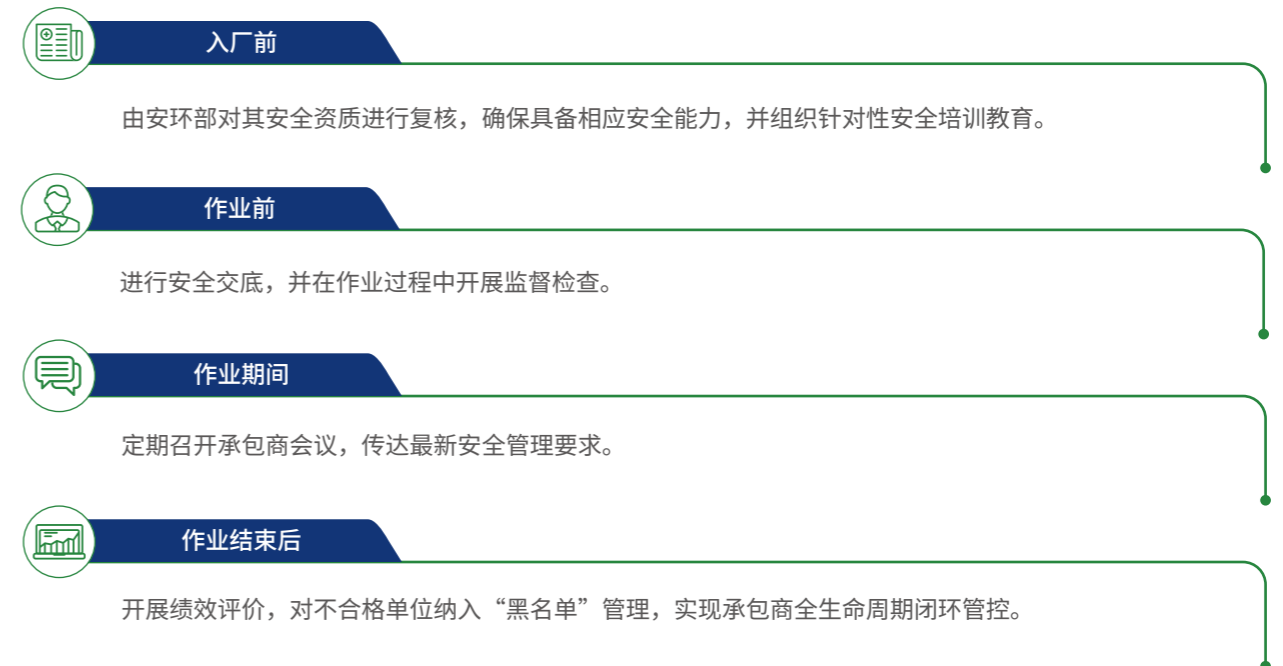 入厂前
由安环部对其安全资质进行复核，确保具备相应安全能力，并组织针对性安全培训教育。
作业前
进行安全交底，并在作业过程中开展监督检查。
作业期间
定期召开承包商会议，传达最新安全管理要求。
作业结束后
开展绩效评价，对不合格单位纳入“黑名单”管理，实现承包商全生命周期闭环管控。